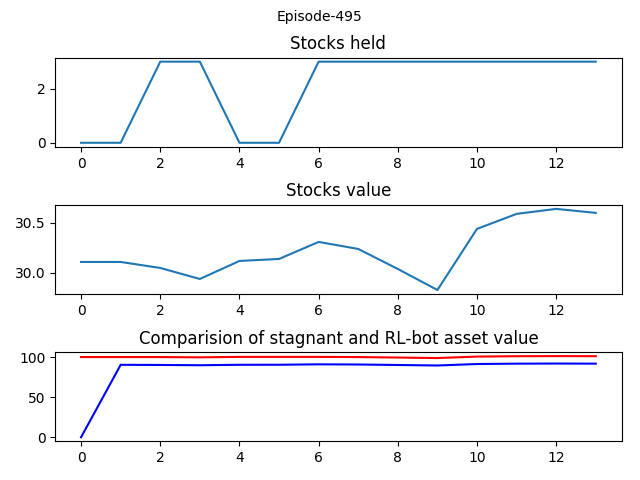 Episode-495
Stocks held
2
0
0 2 4 6 8 10 12
Stocks value
30.5
30.0
0 2 4 6 8 10 12
Comparision of stagnant and RL-bot asset value
100
50
0
0 2 4 6 8 10 12